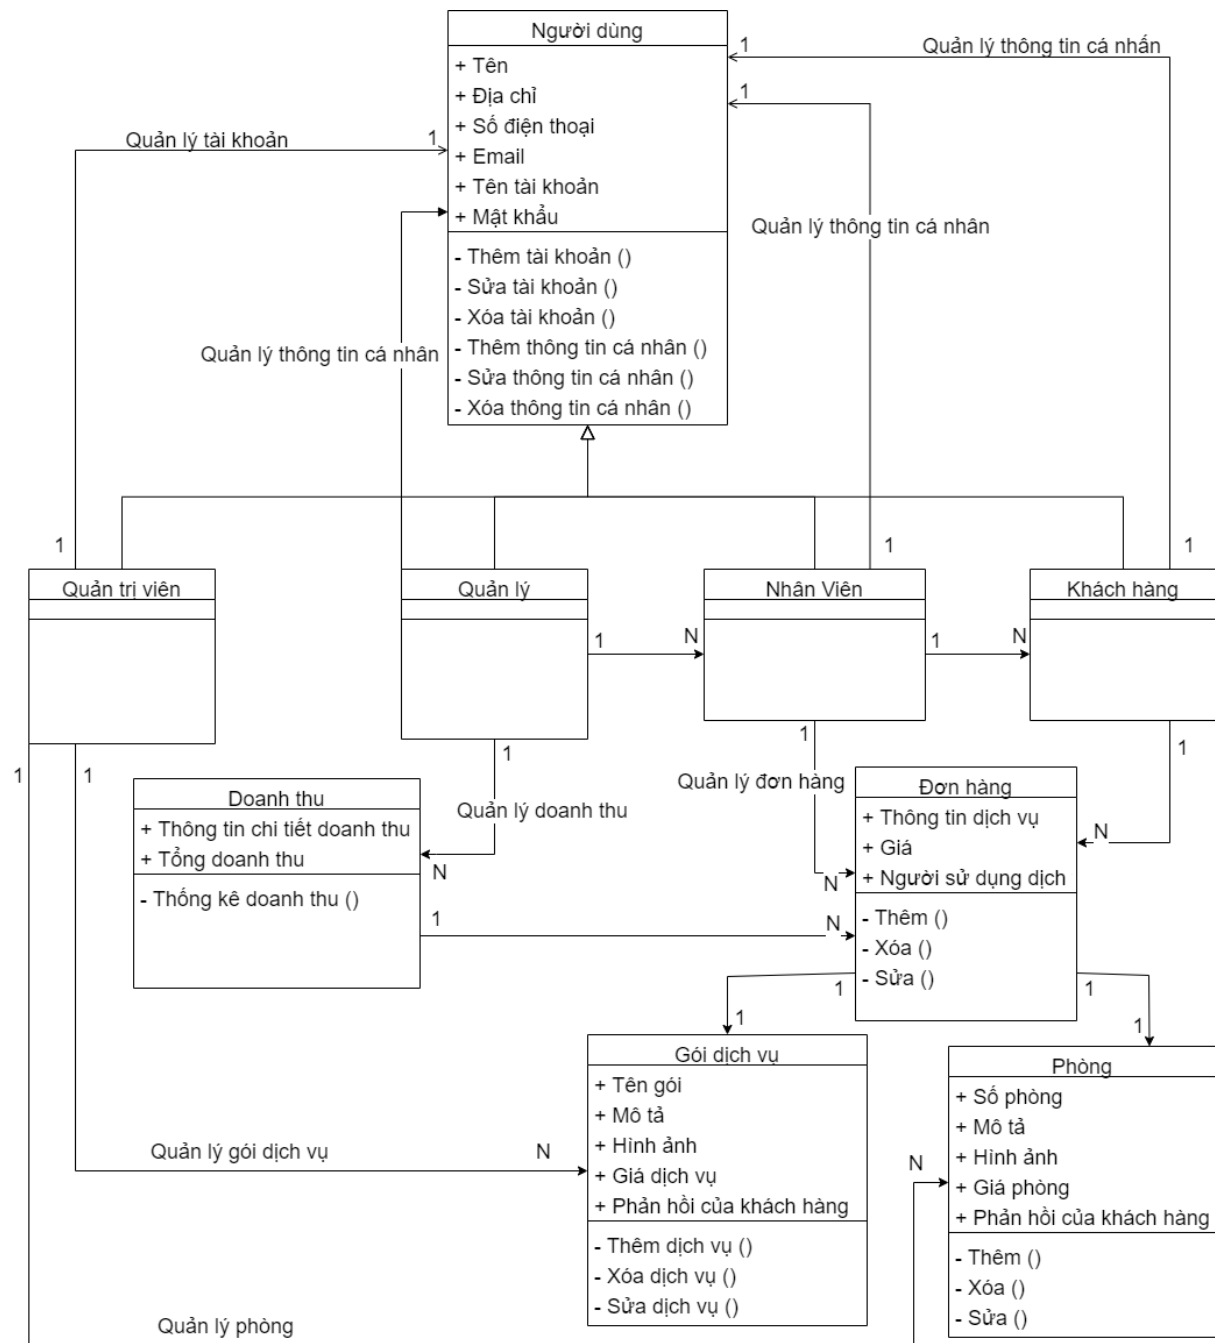 Người dùng
+ Tên
+ Địa chỉ
+ Số điện thoại
+ Email
+ Tên tài khoản
+ Mật khẩu
- Thêm tài khoản ()
- Sửa tài khoản ()
- Xóa tài khoản ()
- Thêm thông tin cá nhân ()
- Sửa thông tin cá nhân ()
- Xóa thông tin cá nhân ()
Quản lý tài khoản
1
1
Quản lý thông tin cá nhấn
1
Quản lý thông tin cá nhân
Quản lý thông tin cá nhân
1
1
1
Quản trị viên
Quản lý
Nhân Viên
Khách hàng
1
N
1
N
1
1
1
1
1
Quản lý doanh thu
N
Quản lý đơn hàng
N
N
Doanh thu
+ Thông tin chi tiết doanh thu
+ Tổng doanh thu
- Thống kê doanh thu ()
1
N
Đơn hàng
+ Thông tin dịch vụ
+ Giá
+ Người sử dụng dịch
- Thêm ()
- Xóa ()
- Sửa ()
1
1
1
1
Gói dịch vụ
+ Tên gói
+ Mô tả
+ Hình ảnh
+ Giá dịch vụ
+ Phản hồi của khách hàng
- Thêm dịch vụ ()
- Xóa dịch vụ ()
- Sửa dịch vụ ()
Phòng
+ Số phòng
+ Mô tả
+ Hình ảnh
+ Giá phòng
+ Phản hồi của khách hàng
- Thêm ()
- Xóa ()
- Sửa ()
Quản lý gói dịch vụ
N
N
Quản lý phòng
1